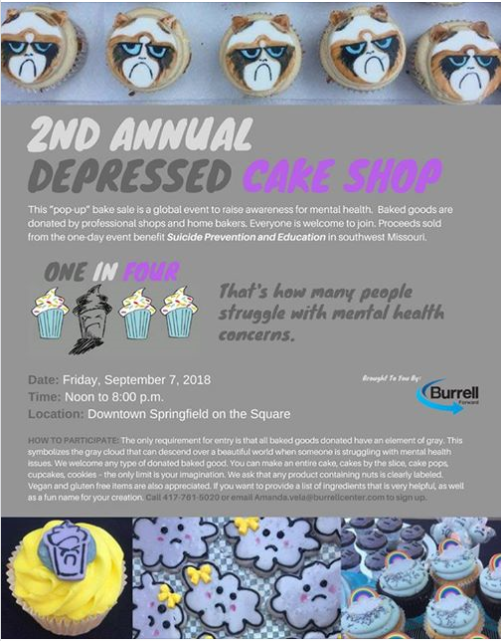 2ND ANNUAL
DEPRESSED CAKE SHOP
This "pop-up" bake sale is a global event to raise awareness for mental health. Baked goods are
donated by professional shops and home bakers. Everyone is welcome to join. Proceeds sold
from the one-day event benefit Suicide Prevention and Education in southwest Missouri.
ONE IN FOUR
That's how many people
struggle with mental health
concerns.
Date: Friday, September 7, 2018
Time: Noon to 8:00 p.m.
Location: Downtown Springfield on the Square
Brought To You By:
Burrell
Forward
HOW TO PARTICIPATE: The only requirement for entry is that all baked goods donated have an element of gray. This
symbolizes the gray cloud that can descend over a beautiful world when someone is struggling with mental health
issues. We welcome any type of donated baked good. You can make an entire cake, cakes by the slice, cake pops,
cupcakes, cookies - the only limit is your imagination. We ask that any product containing nuts is clearly labeled.
Vegan and gluten free items are also appreciated. If you want to provide a list of ingredients that is very helpful, as well
as a fun name for your creation. Call 417-761-5020 or email Amanda.vela@burrellcenter.com to sign up.